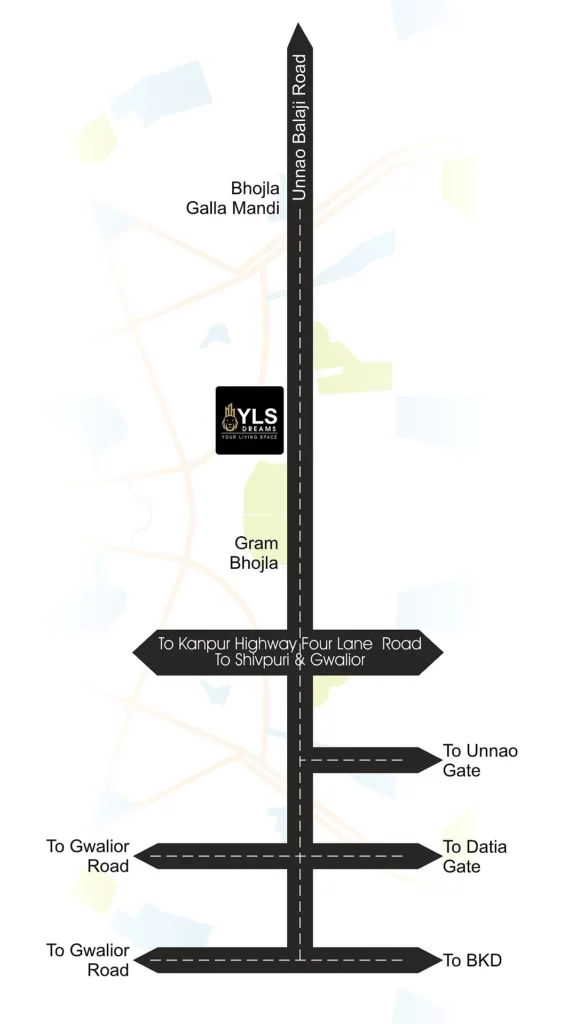 Unnao Balaji Road
Bhojla
Galla Mandi
YLS
DREAMS
YOUR LIVING SPACE
Gram
Bhojla
To Kanpur Highway Four Lane Road
To Shivpuri & Gwalior
To Unnao
Gate
To Gwalior
Road
To Datia
Gate
To Gwalior
Road
To BKD